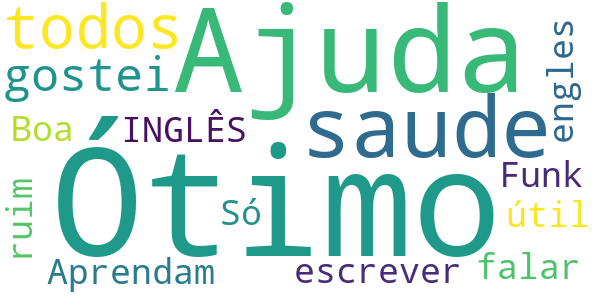 todos
Ajuda
engles
gostei
saude
Boa
INGLÊS
Ótimo
Funk
ruim
Só
útil
Aprendam
escrever
falar